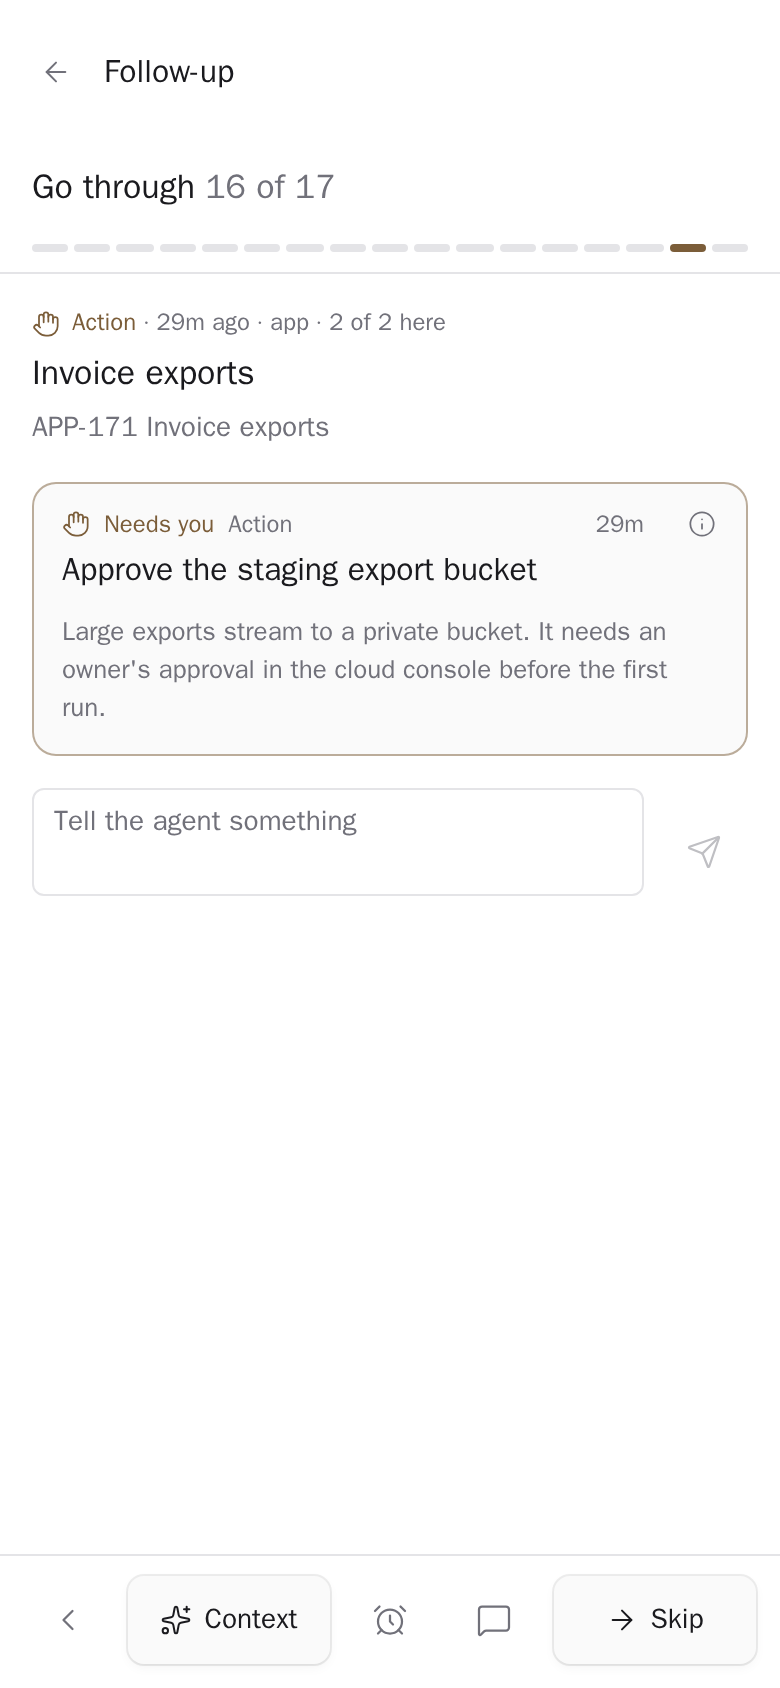 Follow-up
Go through 16 of 17
Action · 29m ago · app · 2 of 2 here
Invoice exports
APP-171 Invoice exports
Needs you Action 29m
Approve the staging export bucket
Large exports stream to a private bucket. It needs an
owner's approval in the cloud console before the first
run.
Tell the agent something
Context
Skip